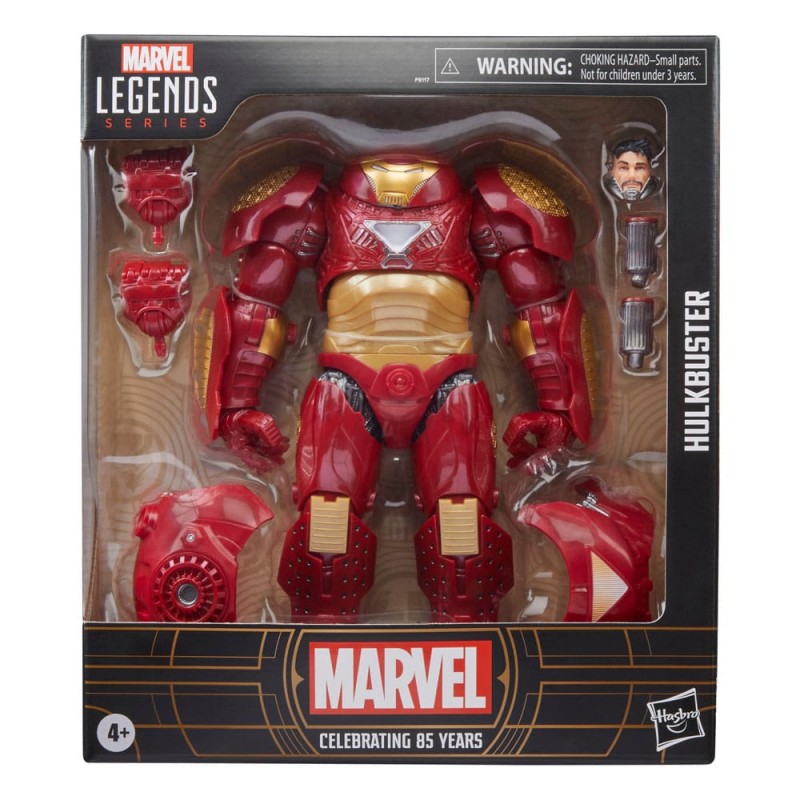 MARVEL
LEGENDS
SERIES
F9117
WARNING: CHOKING HAZARD–Small parts.
Not for children under 3 years.
HULKBUSTER
MARVEL
CELEBRATING 85 YEARS
4+
Hasbro